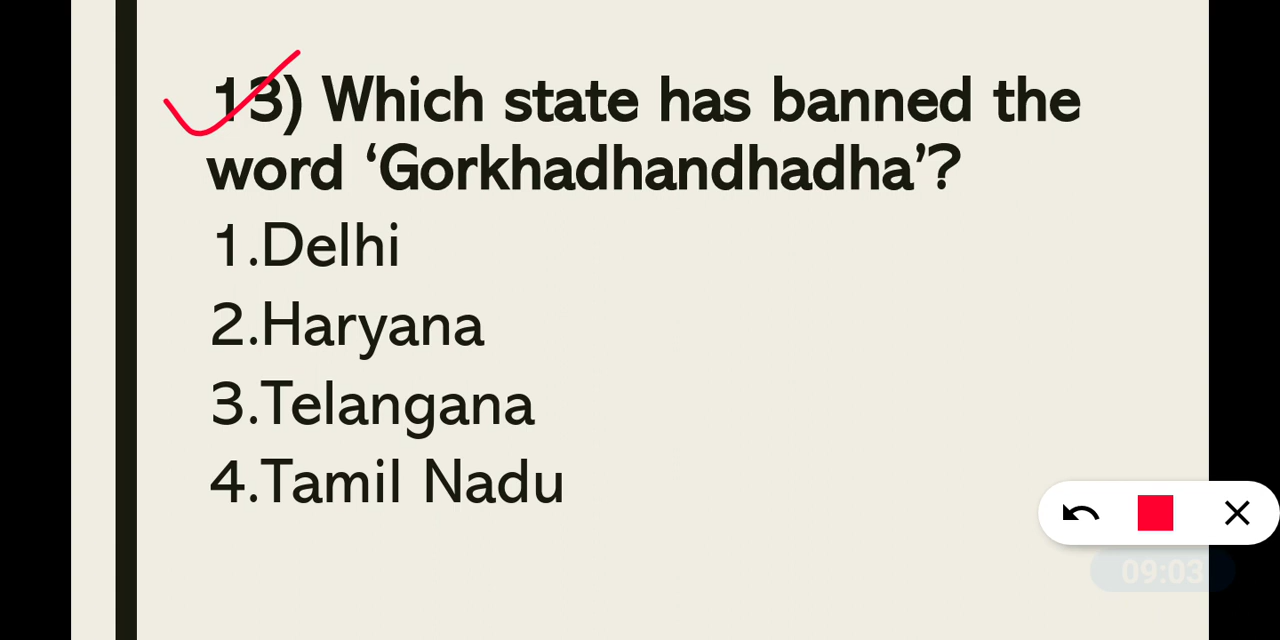 13) Which state has banned the
word ‘Gorkhadhandhadha’?
1.Delhi
2.Haryana
3.Telangana
4.Tamil Nadu
09:03